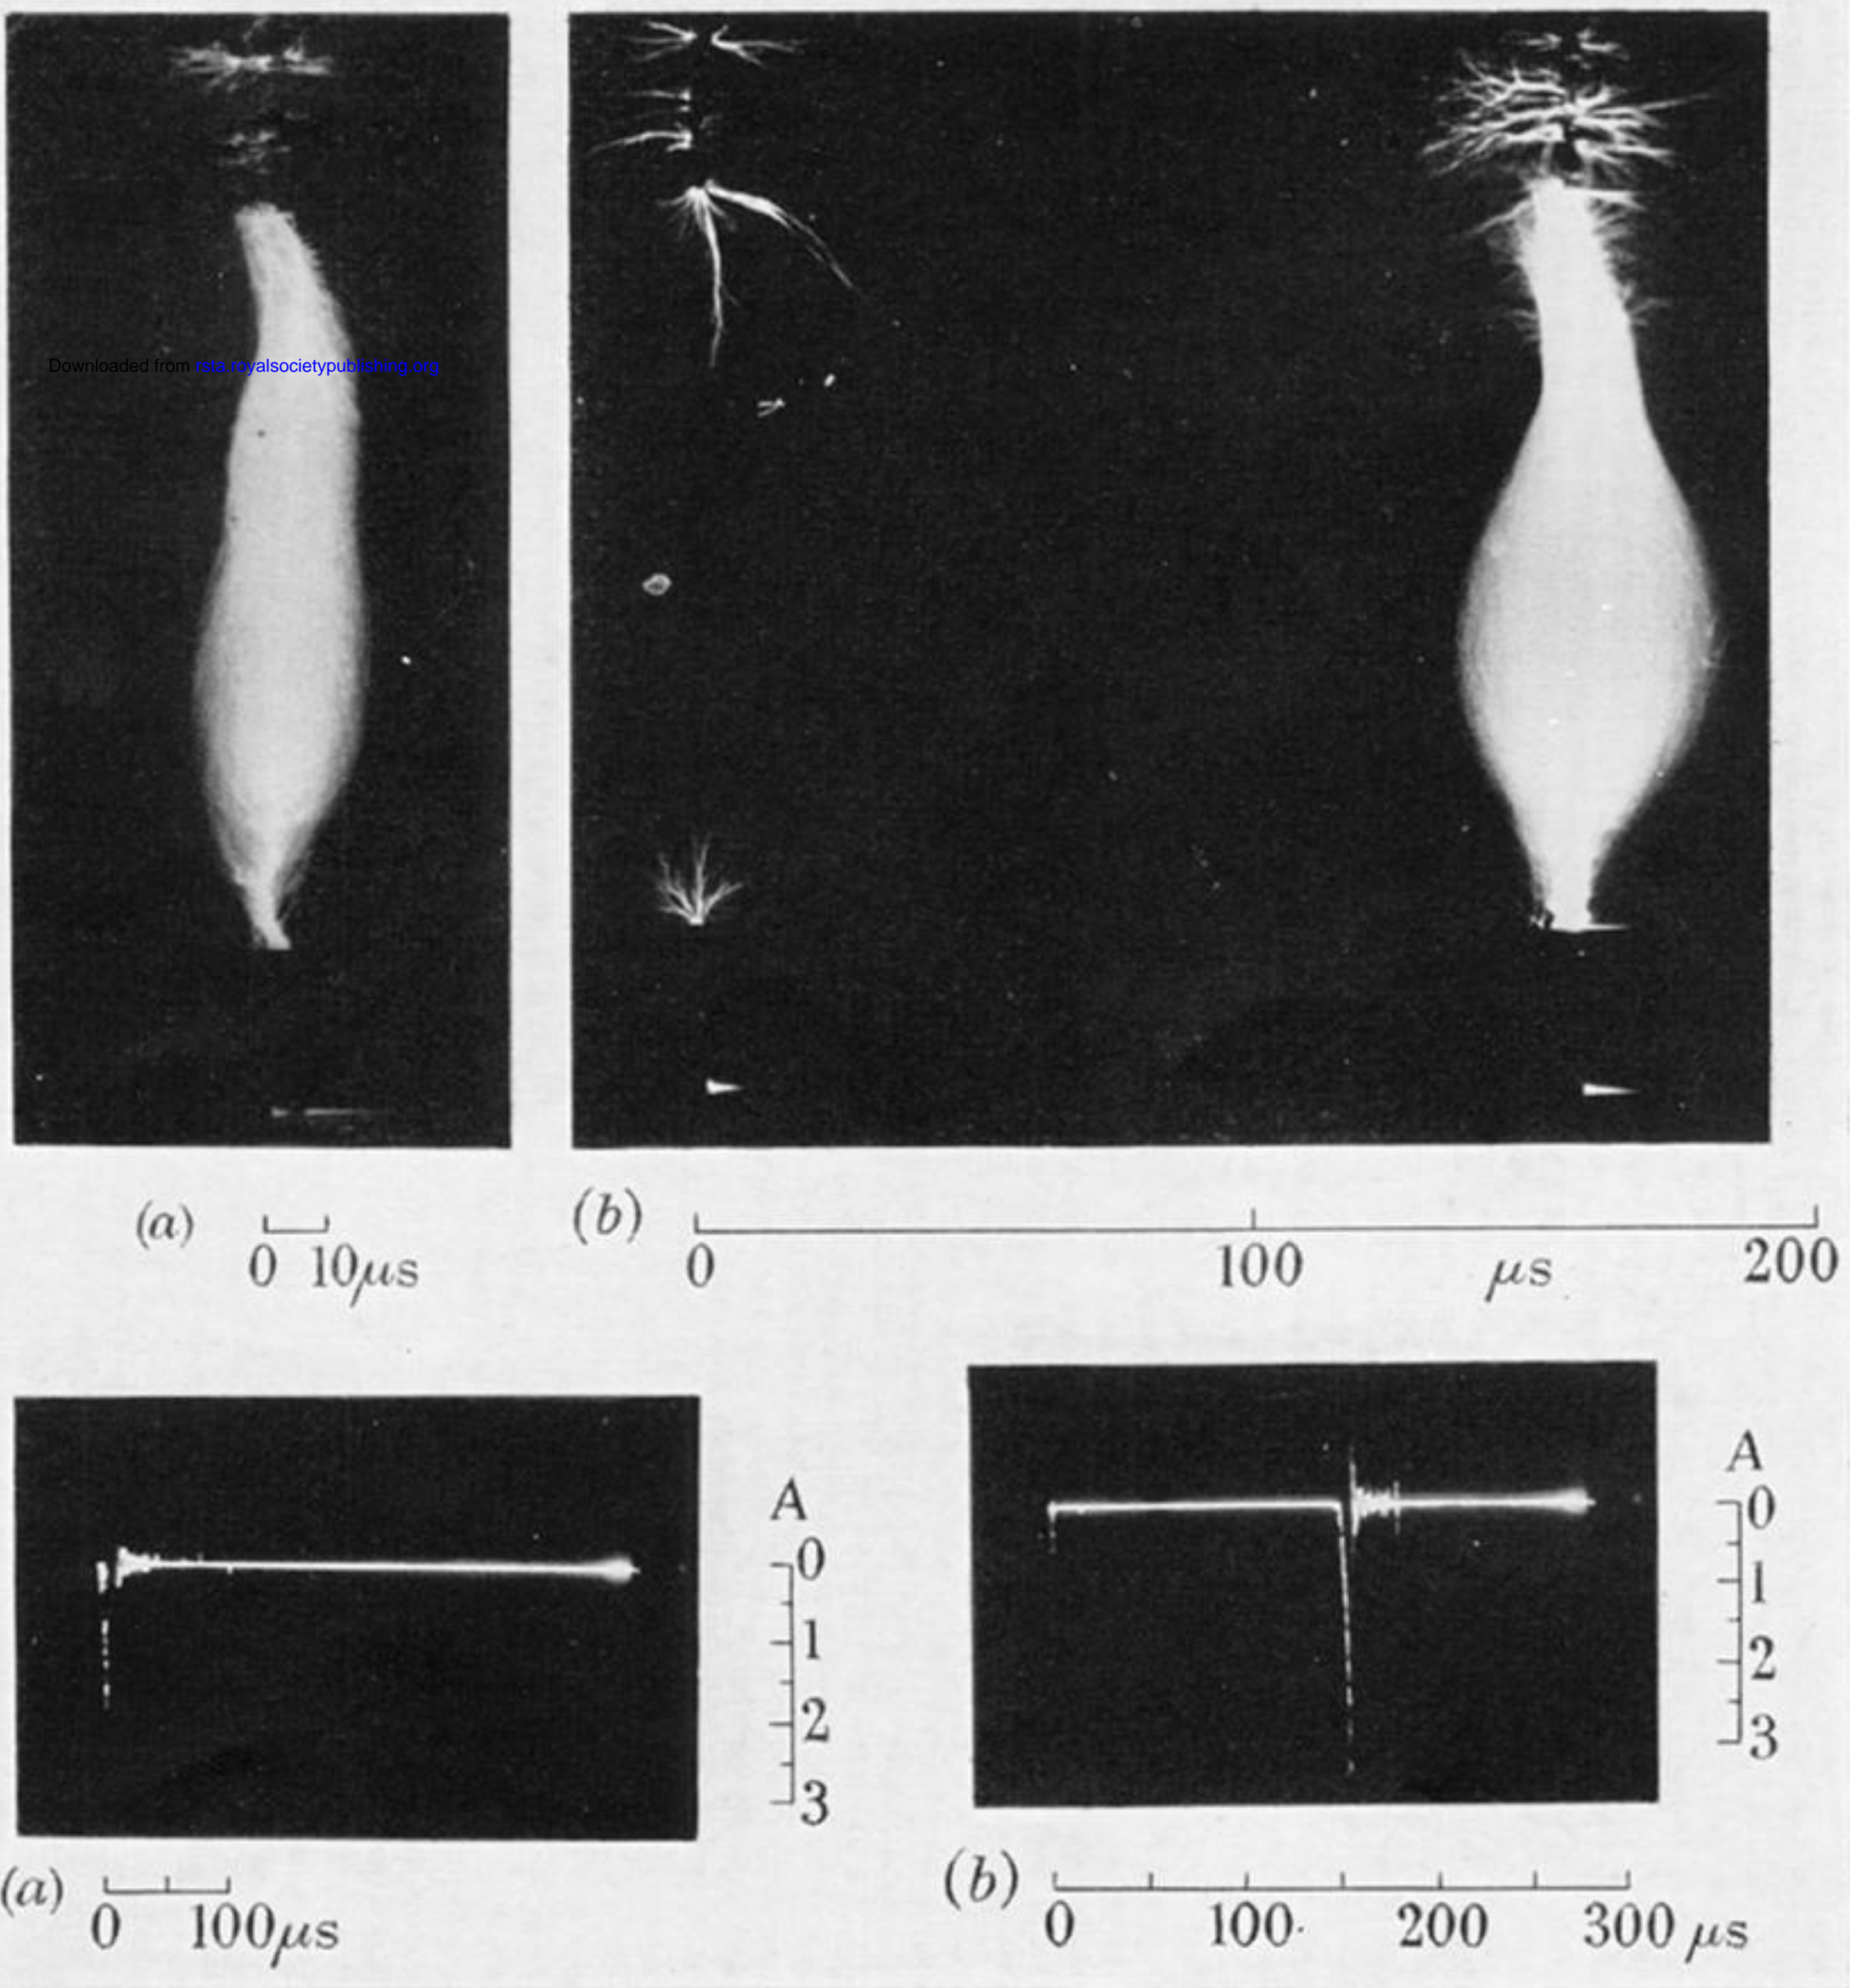 Downloaded from rsta.royalsocietypublishing.org
(a)
0 10μs
(b)
0 100 μs 200
A
0
1
2
3
A
0
1
2
3
(a)
0 100μs
(b)
0 100 200 300 μs